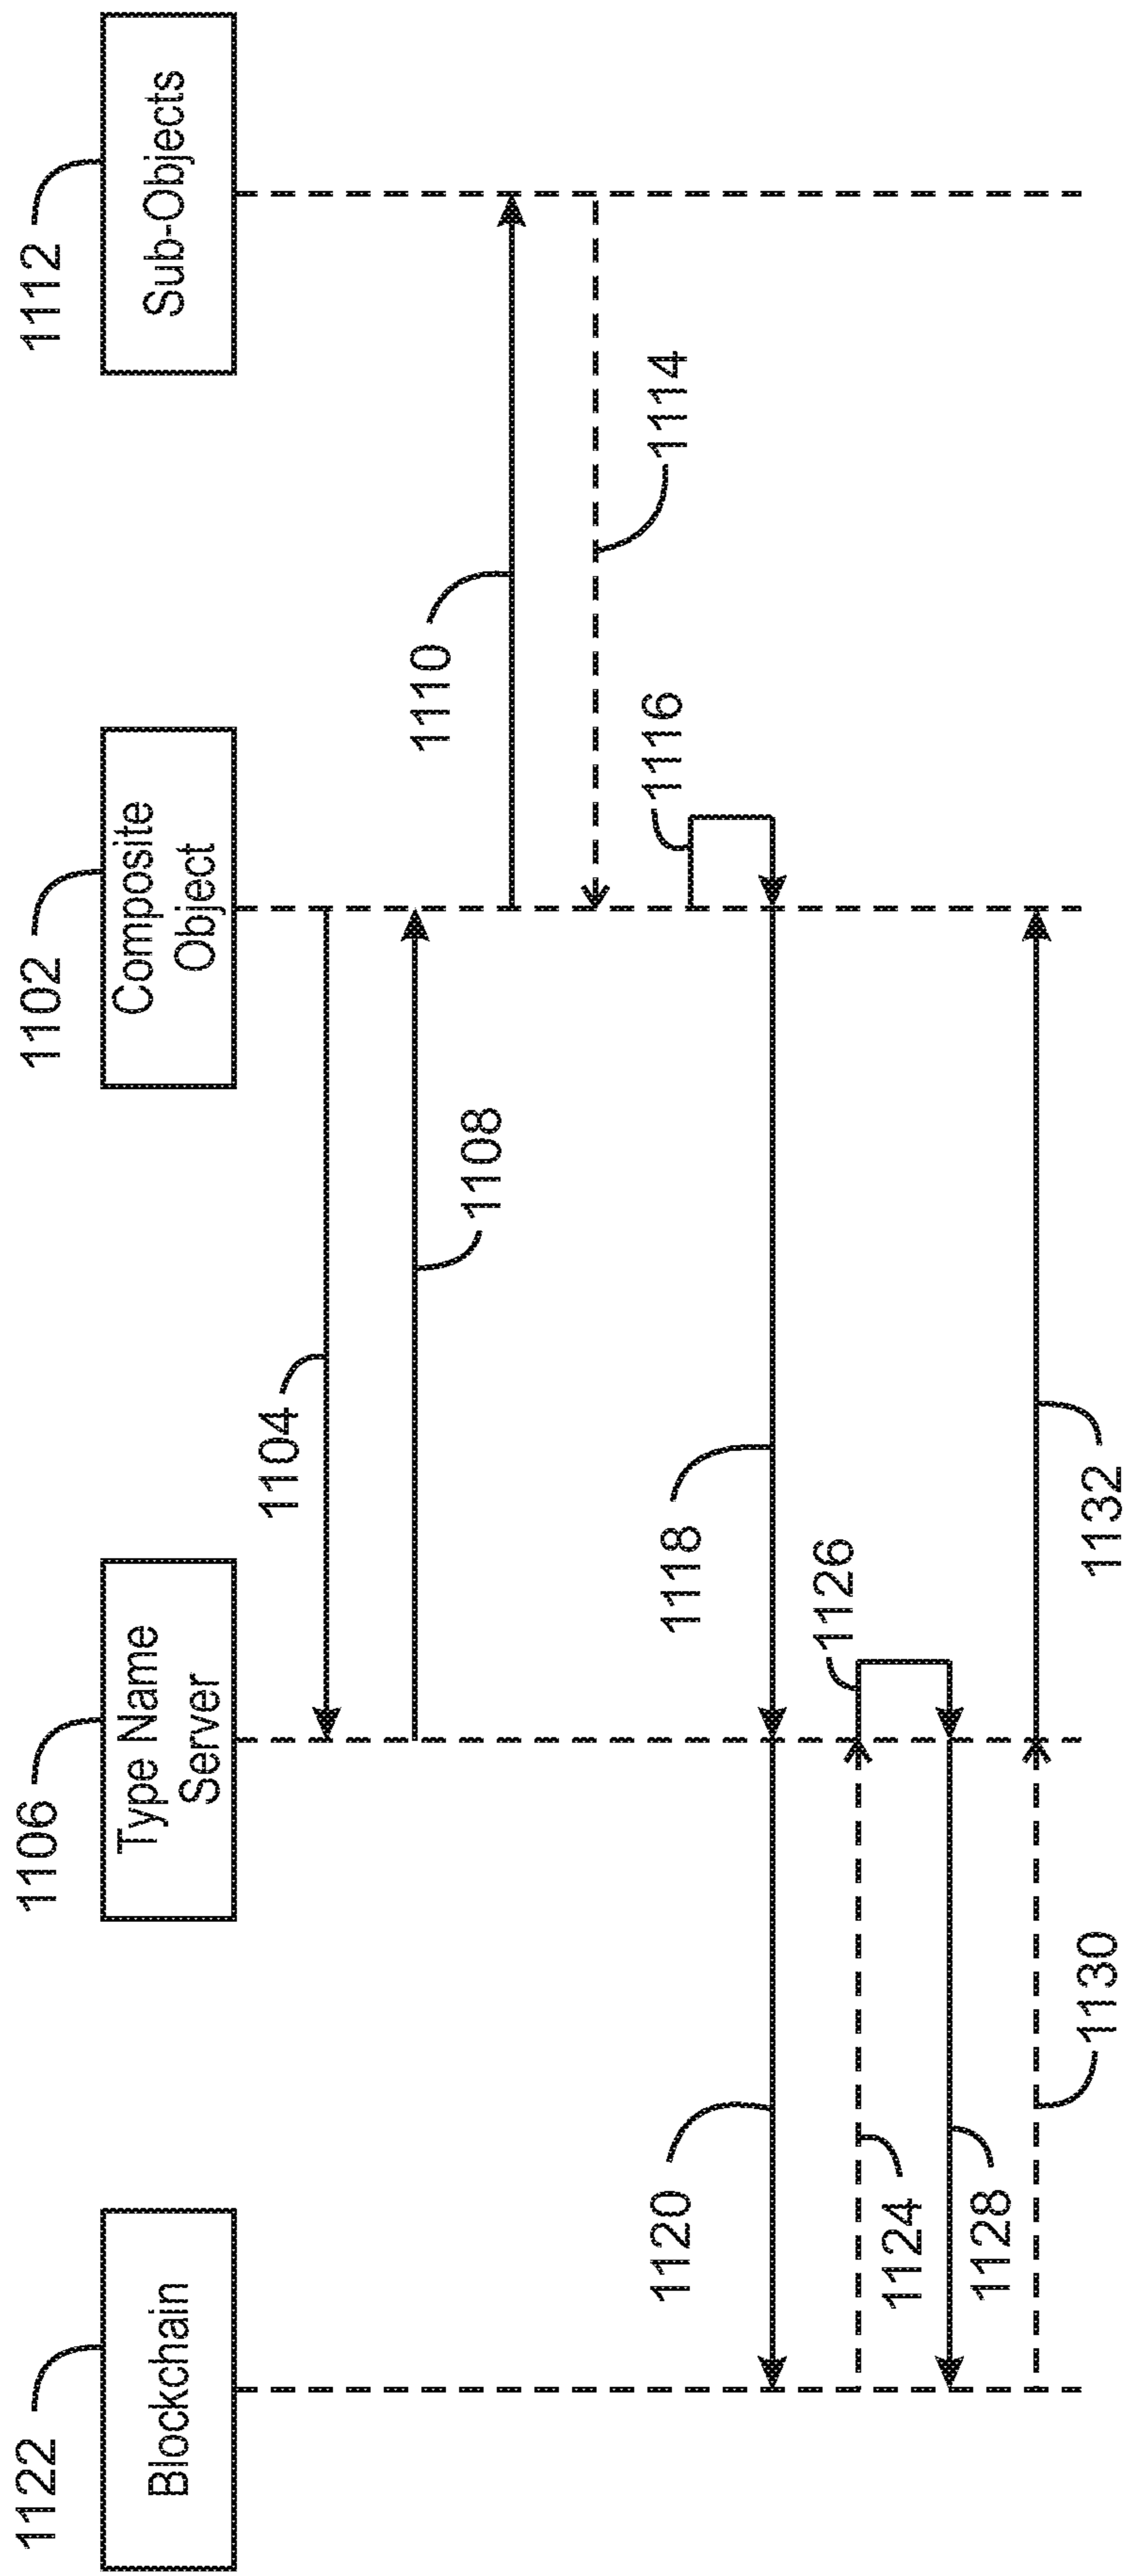 1122
1106
1102
1112
Blockchain
Type Name
Server
Composite
Object
Sub-Objects
1104
1108
1110
1114
1116
1118
1120
1126
1124
1128
1130
1132